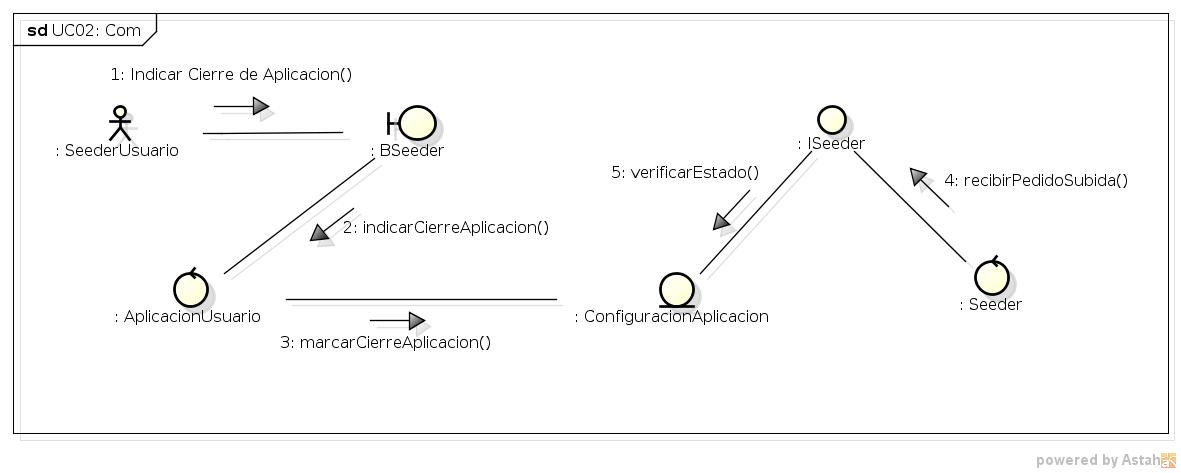 sd UC02: Com
1: Indicar Cierre de Aplicacion()
: SeederUsuario
: BSeeder
: ISeeder
5: verificarEstado()
4: recibirPedidoSubida()
2: indicarCierreAplicacion()
: AplicacionUsuario
: ConfiguracionAplicacion
: Seeder
3: marcarCierreAplicacion()
powered by Astah